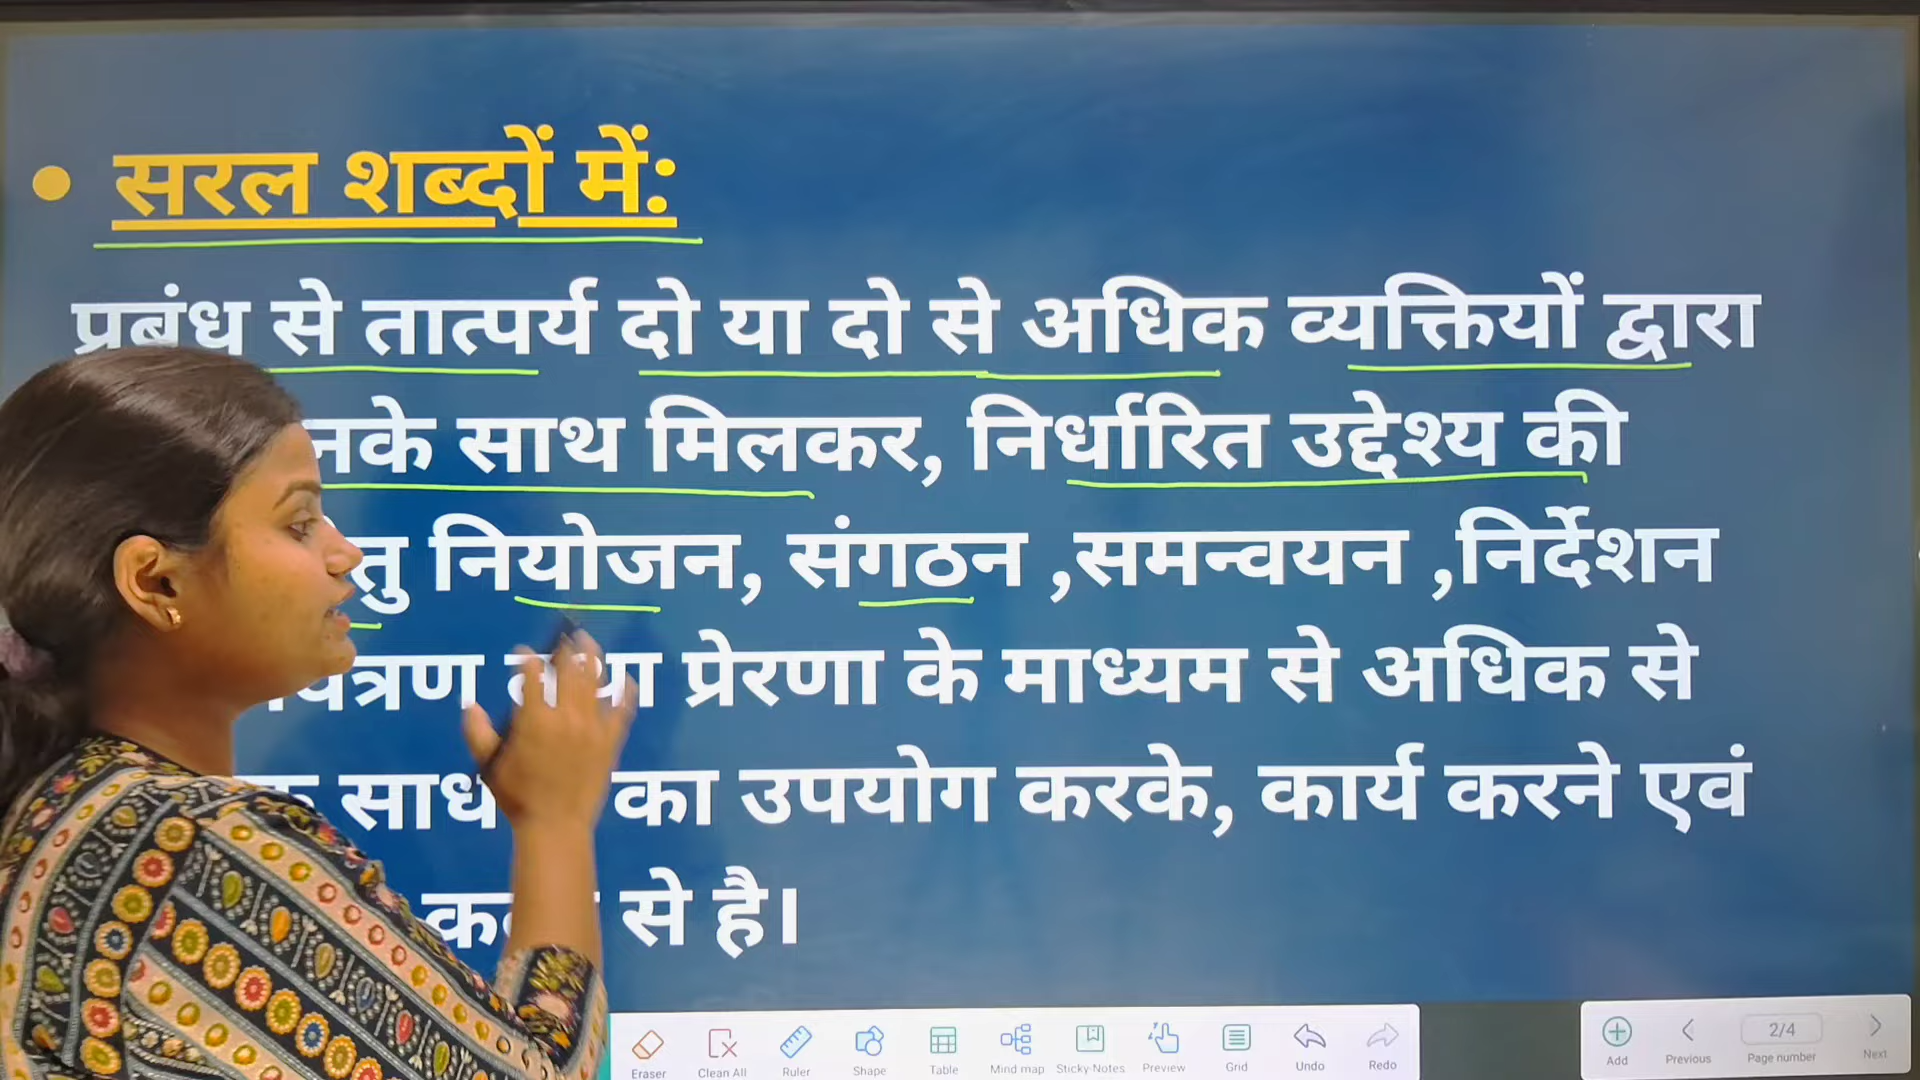 • सरल शब्दों में:
प्रबंध से तात्पर्य दो या दो से अधिक व्यक्तियों द्वारा
साथ मिलकर, निर्धारित उद्देश्य की
नियोजन, संगठन ,समन्वयन ,निर्देशन
तथा प्रेरणा के माध्यम से अधिक से
का उपयोग करके, कार्य करने एवं
से है।
Eraser Clean All Ruler Shape Table Mind map Sticky Notes Preview Grid Undo Redo Add Previous 2/4 Page number Next